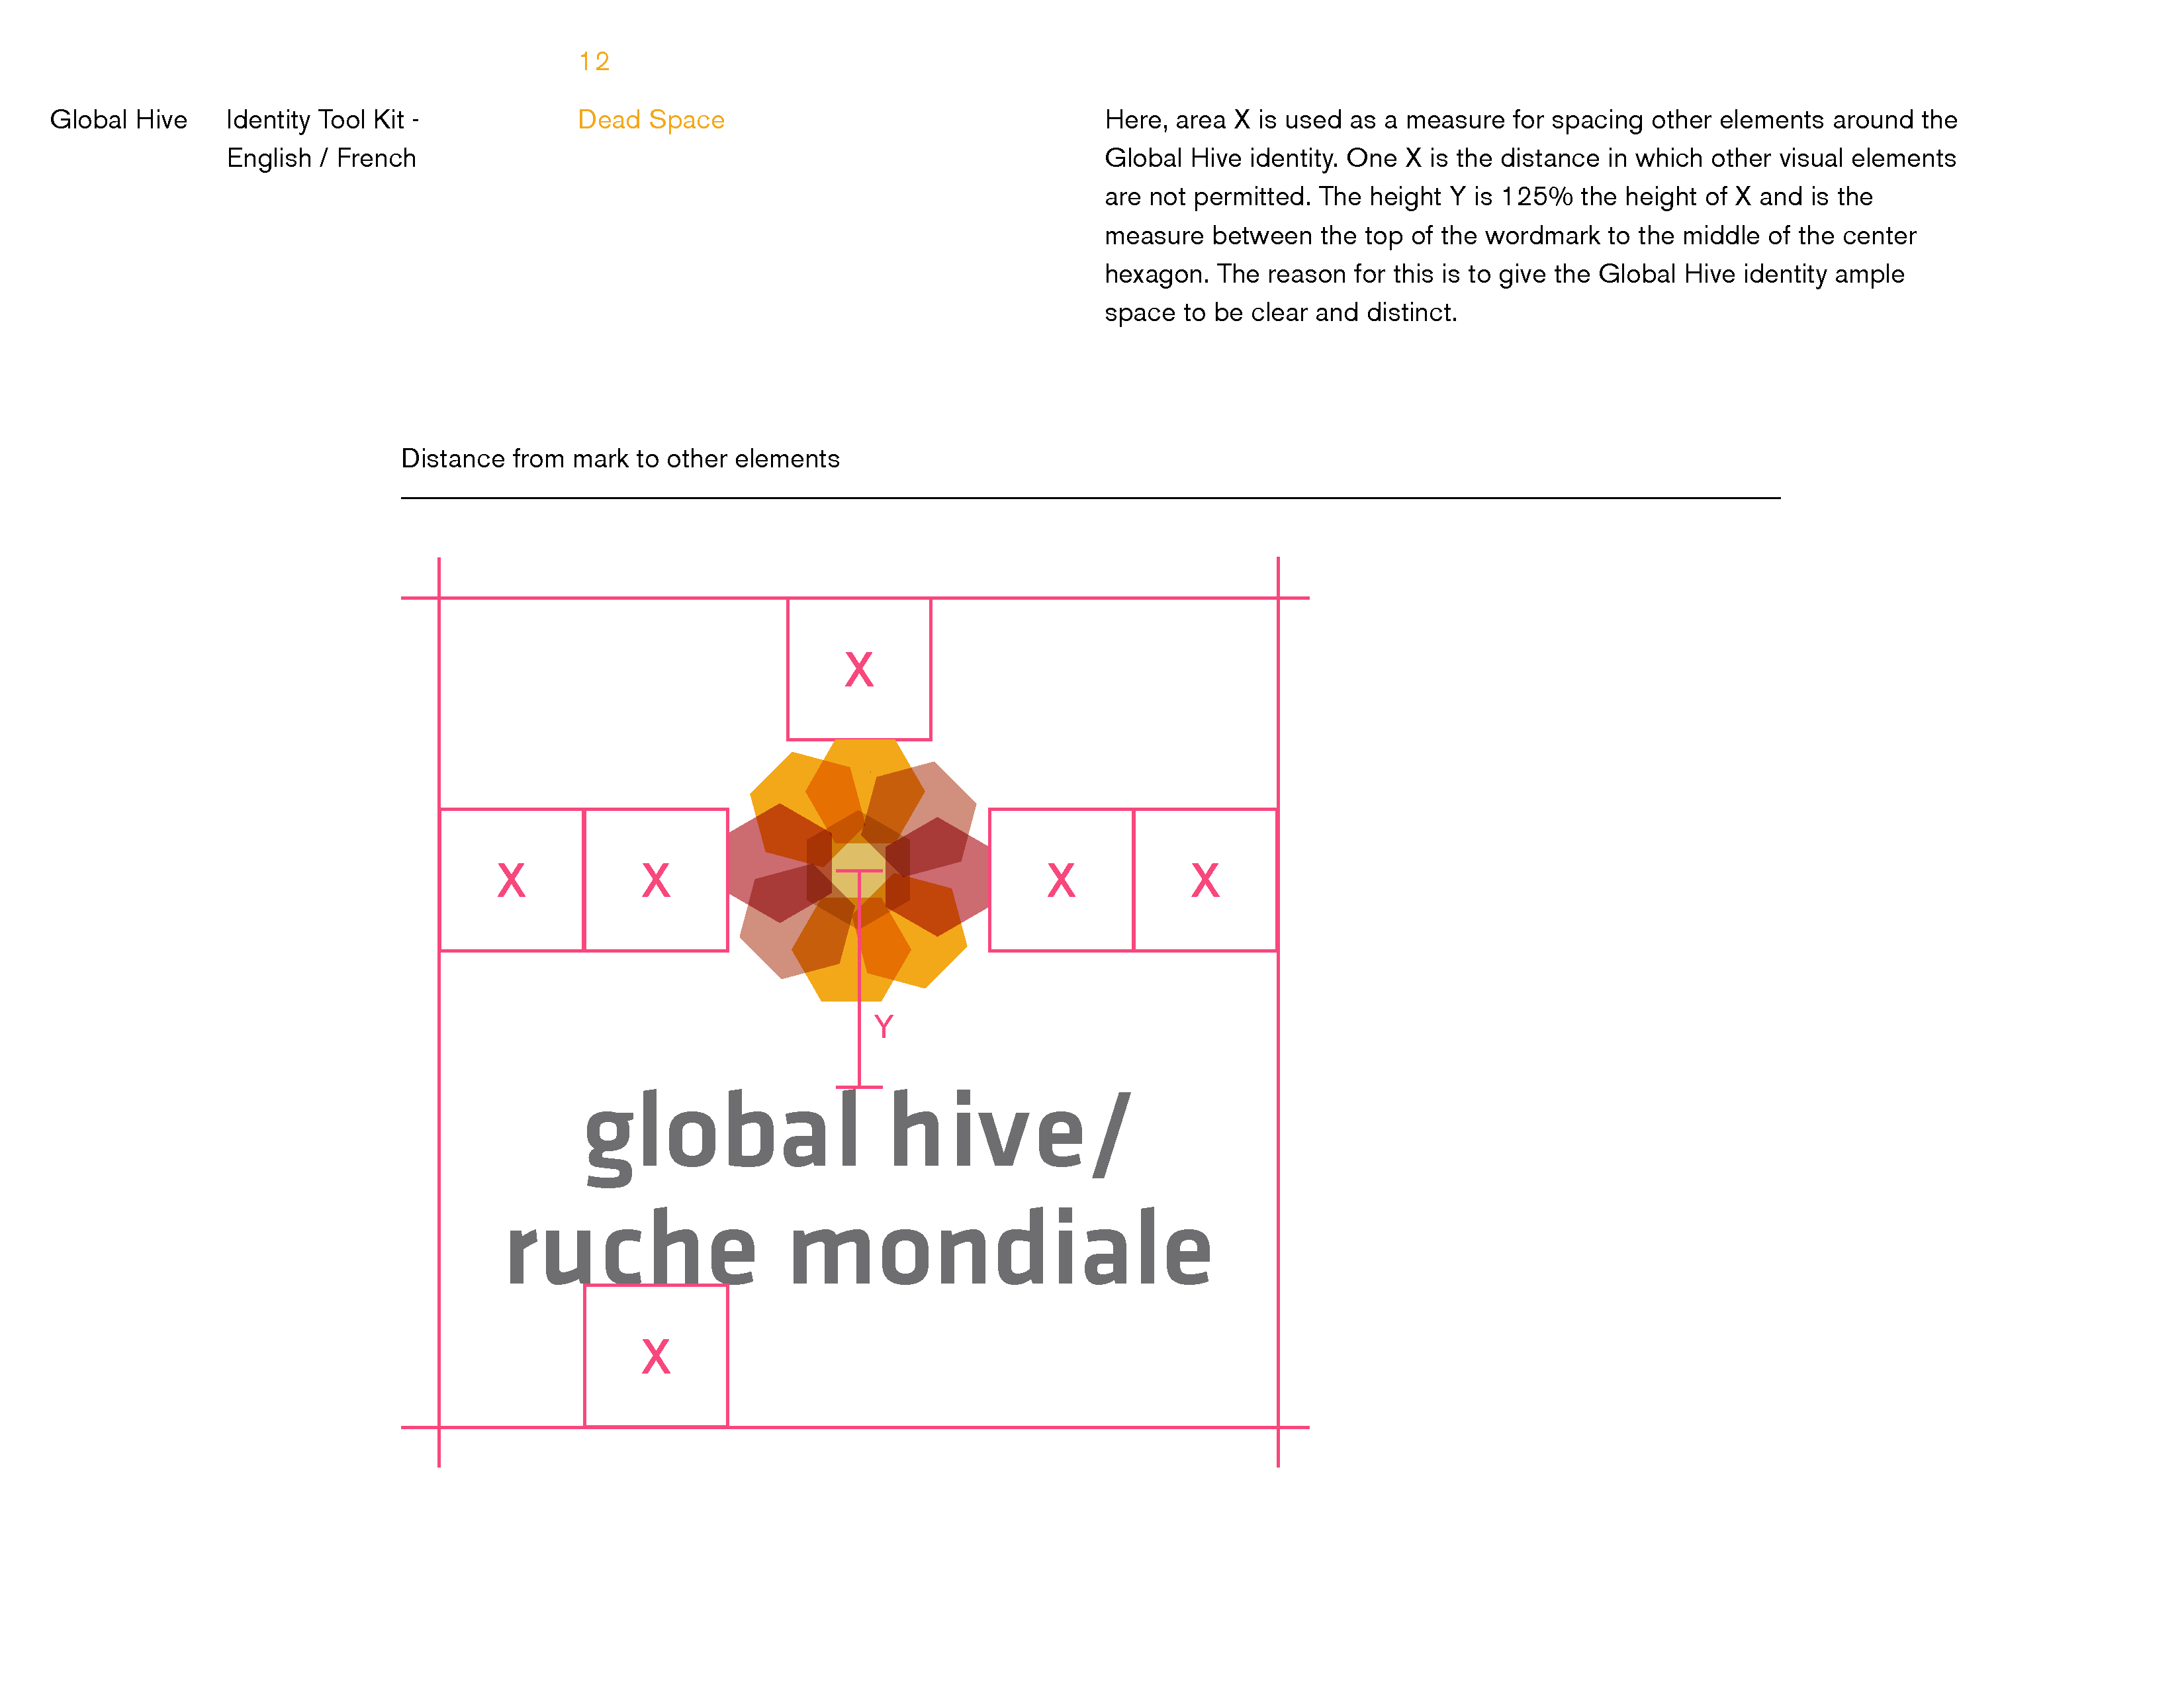 12
Global Hive
Identity Tool Kit -
English / French
Dead Space
Here, area X is used as a measure for spacing other elements around the
Global Hive identity. One X is the distance in which other visual elements
are not permitted. The height Y is 125% the height of X and is the
measure between the top of the wordmark to the middle of the center
hexagon. The reason for this is to give the Global Hive identity ample
space to be clear and distinct.
Distance from mark to other elements
X
X X X X
Y
global hive/
ruche mondiale
X